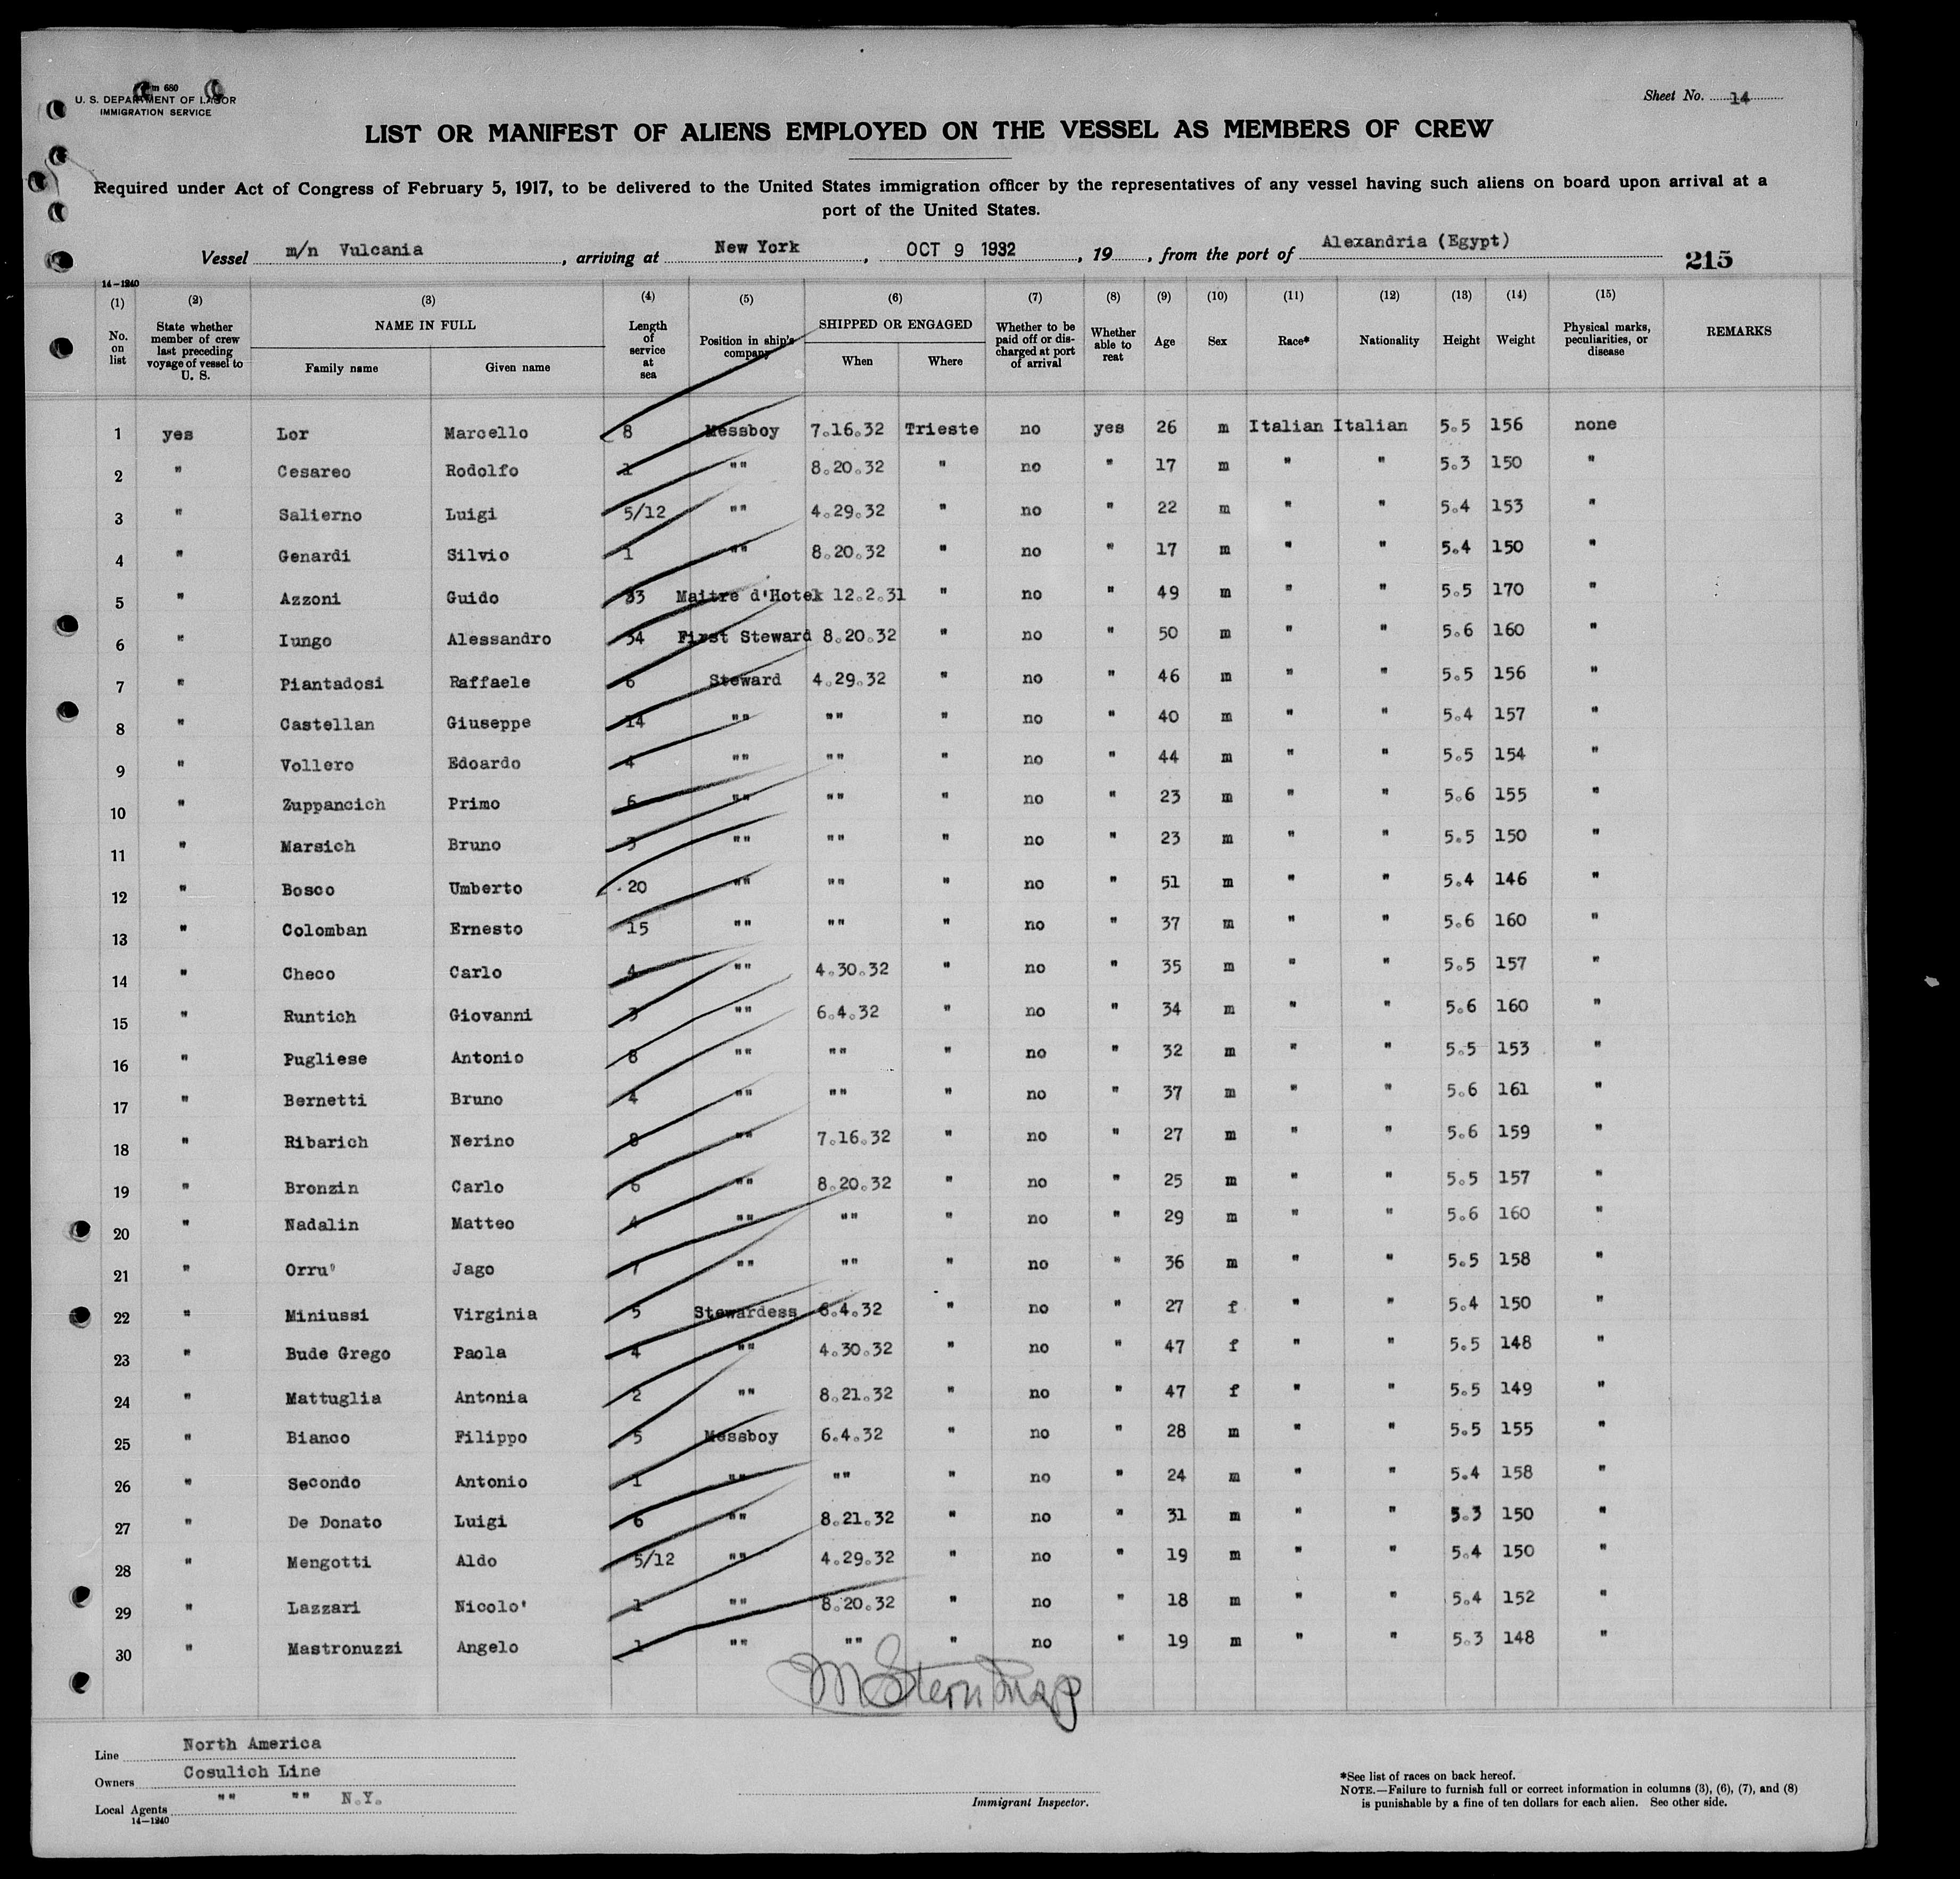 Form 680
U. S. DEPARTMENT OF LABOR
IMMIGRATION SERVICE
Sheet No. 14
LIST OR MANIFEST OF ALIENS EMPLOYED ON THE VESSEL AS MEMBERS OF CREW
Required under Act of Congress of February 5, 1917, to be delivered to the United States immigration officer by the representatives of any vessel having such aliens on board upon arrival at a
port of the United States.
Vessel m/n Vulcania, arriving at New York, OCT 9 1932, 19, from the port of Alexandria (Egypt)
215
14-1240
(1) (2) (3) (4) (5) (6) (7) (8) (9) (10) (11) (12) (13) (14) (15)
No. on list
State whether member of crew last preceding voyage of vessel to U. S.
NAME IN FULL
Family name Given name
Length of service at sea
Position in ship's company
SHIPPED OR ENGAGED
When Where
Whether to be paid off or discharged at port of arrival
Whether able to reat
Age Sex Race* Nationality Height Weight
Physical marks, peculiarities, or disease
REMARKS
1 yes Lor Marcello 8 Messboy 7.16.32 Trieste no yes 26 m Italian Italian 5.5 156 none
2 " Cesareo Rodolfo 1 "" 8.20.32 " no " 17 m " " 5.3 150 "
3 " Salierno Luigi 5/12 "" 4.29.32 " no " 22 m " " 5.4 153 "
4 " Genardi Silvio 1 "" 8.20.32 " no " 17 m " " 5.4 150 "
5 " Azzoni Guido 33 Maitre d'Hotek 12.2.31 " no " 49 m " " 5.5 170 "
6 " Iungo Alessandro 34 First Steward 8.20.32 " no " 50 m " " 5.6 160 "
7 " Piantadosi Raffaele 6 Steward 4.29.32 " no " 46 m " " 5.5 156 "
8 " Castellan Giuseppe 14 "" "" " no " 40 m " " 5.4 157 "
9 " Vollero Edoardo 4 "" "" " no " 44 m " " 5.5 154 "
10 " Zuppancich Primo 6 "" "" " no " 23 m " " 5.6 155 "
11 " Marsich Bruno 3 "" "" " no " 23 m " " 5.5 150 "
12 " Bosco Umberto 20 "" "" " no " 51 m " " 5.4 146 "
13 " Colomban Ernesto 15 "" "" " no " 37 m " " 5.6 160 "
14 " Checo Carlo 4 "" 4.30.32 " no " 35 m " " 5.5 157 "
15 " Runtich Giovanni 3 "" 6.4.32 " no " 34 m " " 5.6 160 "
16 " Pugliese Antonio 8 "" "" " no " 32 m " " 5.5 153 "
17 " Bernetti Bruno 4 "" "" " no " 37 m " " 5.6 161 "
18 " Ribarich Nerino 8 "" 7.16.32 " no " 27 m " " 5.6 159 "
19 " Bronzin Carlo 6 "" 8.20.32 " no " 25 m " " 5.5 157 "
20 " Nadalin Matteo 4 "" "" " no " 29 m " " 5.6 160 "
21 " Orru' Jago 7 "" "" " no " 36 m " " 5.5 158 "
22 " Miniussi Virginia 5 Stewardess 6.4.32 " no " 27 f " " 5.4 150 "
23 " Bude Grego Paola 4 "" 4.30.32 " no " 47 f " " 5.5 148 "
24 " Mattuglia Antonia 2 "" 8.21.32 " no " 47 f " " 5.5 149 "
25 " Bianco Filippo 5 Messboy 6.4.32 " no " 28 m " " 5.5 155 "
26 " Secondo Antonio 1 "" "" " no " 24 m " " 5.4 158 "
27 " De Donato Luigi 6 "" 8.21.32 " no " 31 m " " 5.3 150 "
28 " Mengotti Aldo 5/12 "" 4.29.32 " no " 19 m " " 5.4 150 "
29 " Lazzari Nicolo' 1 "" 8.20.32 " no " 18 m " " 5.4 152 "
30 " Mastronuzzi Angelo 1 "" "" " no " 19 m " " 5.3 148 "
Line North America
Owners Cosulich Line
Local Agents "" "" N.Y.
14-1240
Immigrant Inspector.
*See list of races on back hereof.
NOTE.—Failure to furnish full or correct information in columns (3), (6), (7), and (8)
is punishable by a fine of ten dollars for each alien. See other side.